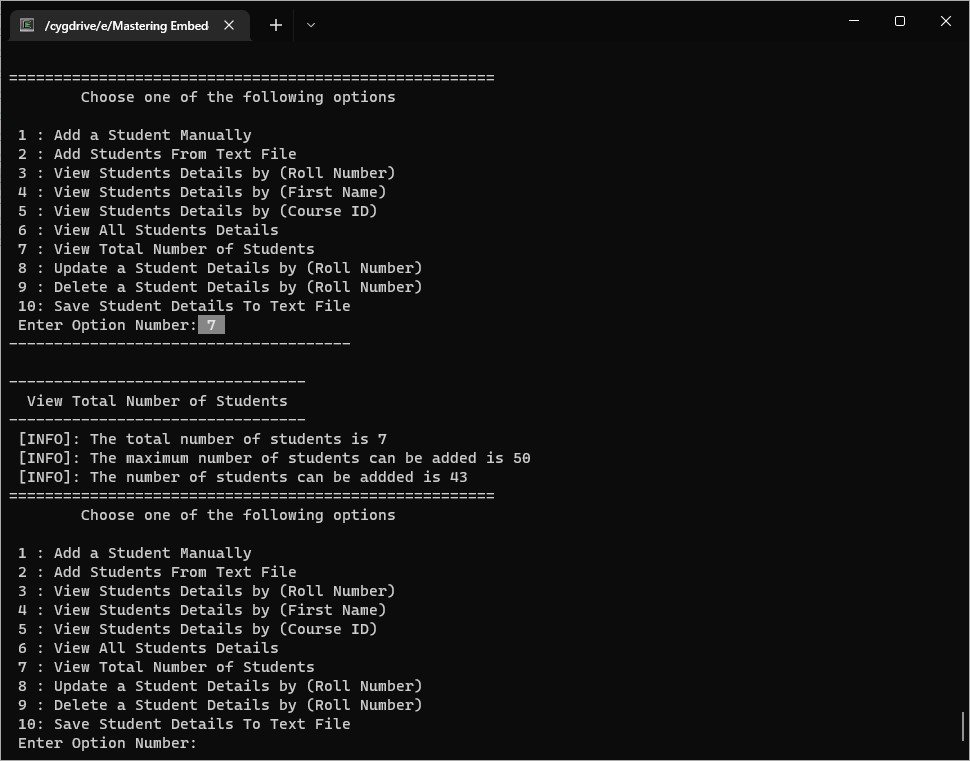 /cygdrive/e/Mastering Embed
======================================================
Choose one of the following options
1 : Add a Student Manually
2 : Add Students From Text File
3 : View Students Details by (Roll Number)
4 : View Students Details by (First Name)
5 : View Students Details by (Course ID)
6 : View All Students Details
7 : View Total Number of Students
8 : Update a Student Details by (Roll Number)
9 : Delete a Student Details by (Roll Number)
10: Save Student Details To Text File
Enter Option Number: 7
--------------------------------------
---------------------------------
View Total Number of Students
---------------------------------
[INFO]: The total number of students is 7
[INFO]: The maximum number of students can be added is 50
[INFO]: The number of students can be addded is 43
======================================================
Choose one of the following options
1 : Add a Student Manually
2 : Add Students From Text File
3 : View Students Details by (Roll Number)
4 : View Students Details by (First Name)
5 : View Students Details by (Course ID)
6 : View All Students Details
7 : View Total Number of Students
8 : Update a Student Details by (Roll Number)
9 : Delete a Student Details by (Roll Number)
10: Save Student Details To Text File
Enter Option Number: